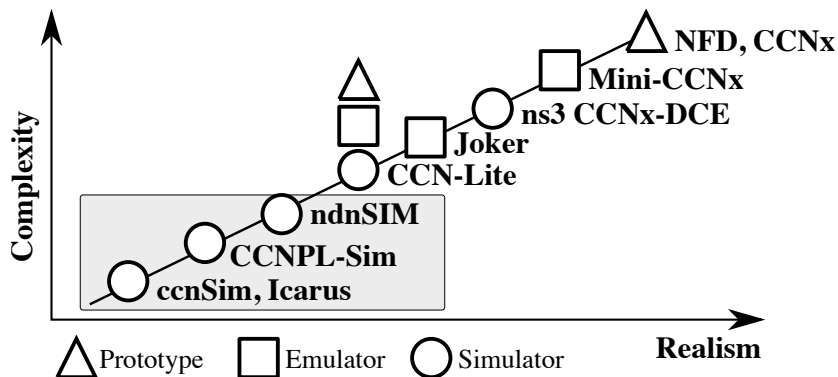 NFD, CCNx
Mini-CCNx
ns3 CCNx-DCE
Joker
CCN-Lite
ndnSIM
CCNPL-Sim
ccnSim, Icarus
Complexity
Realism
Prototype
Emulator
Simulator